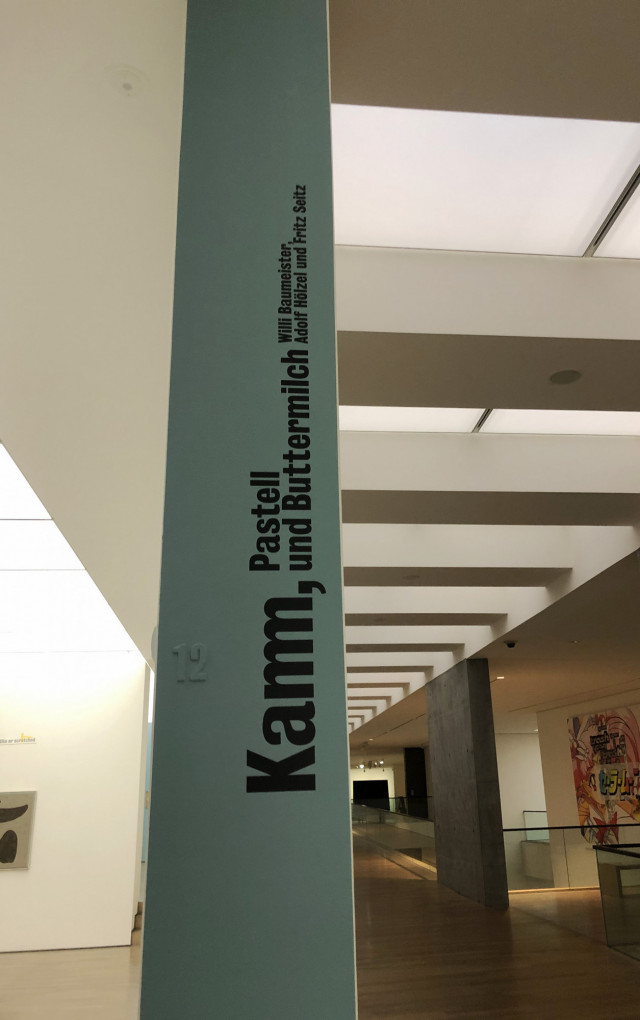 Kamm,
Pastell
und Buttermilch
Willi Baumeister,
Adolf Hölzel und Fritz Seitz
12